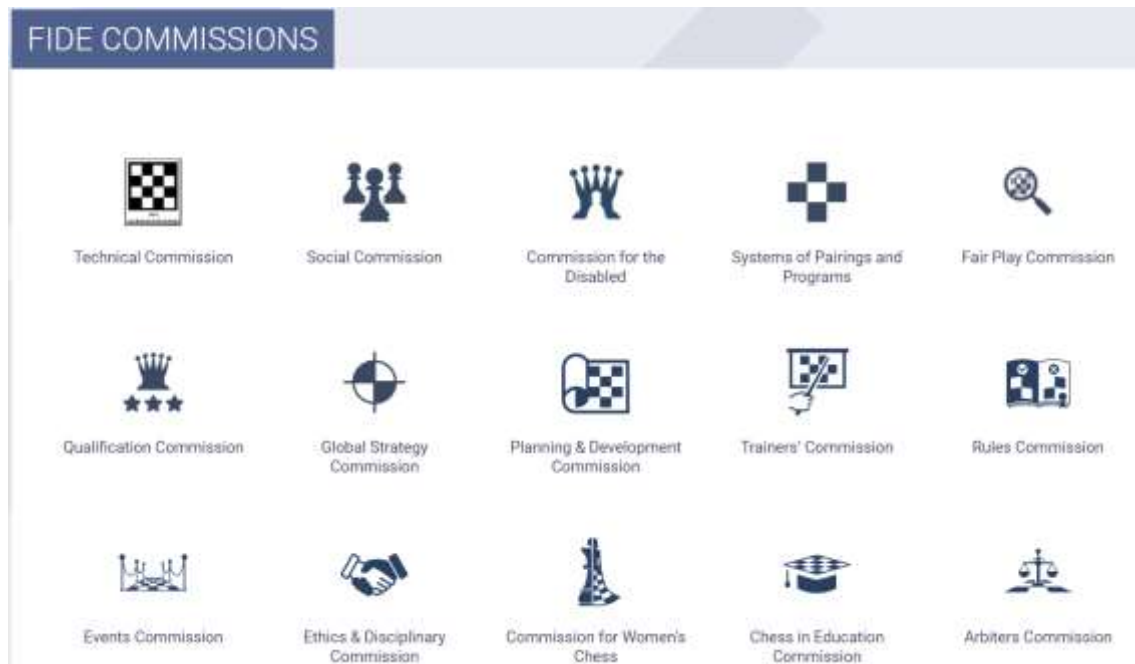 FIDE COMMISSIONS
Technical Commission
Social Commission
Commission for the
Disabled
Systems of Pairings and
Programs
Fair Play Commission
Qualification Commission
Global Strategy
Commission
Planning & Development
Commission
Trainers' Commission
Rules Commission
Events Commission
Ethics & Disciplinary
Commission
Commission for Women's
Chess
Chess in Education
Commission
Arbiters Commission